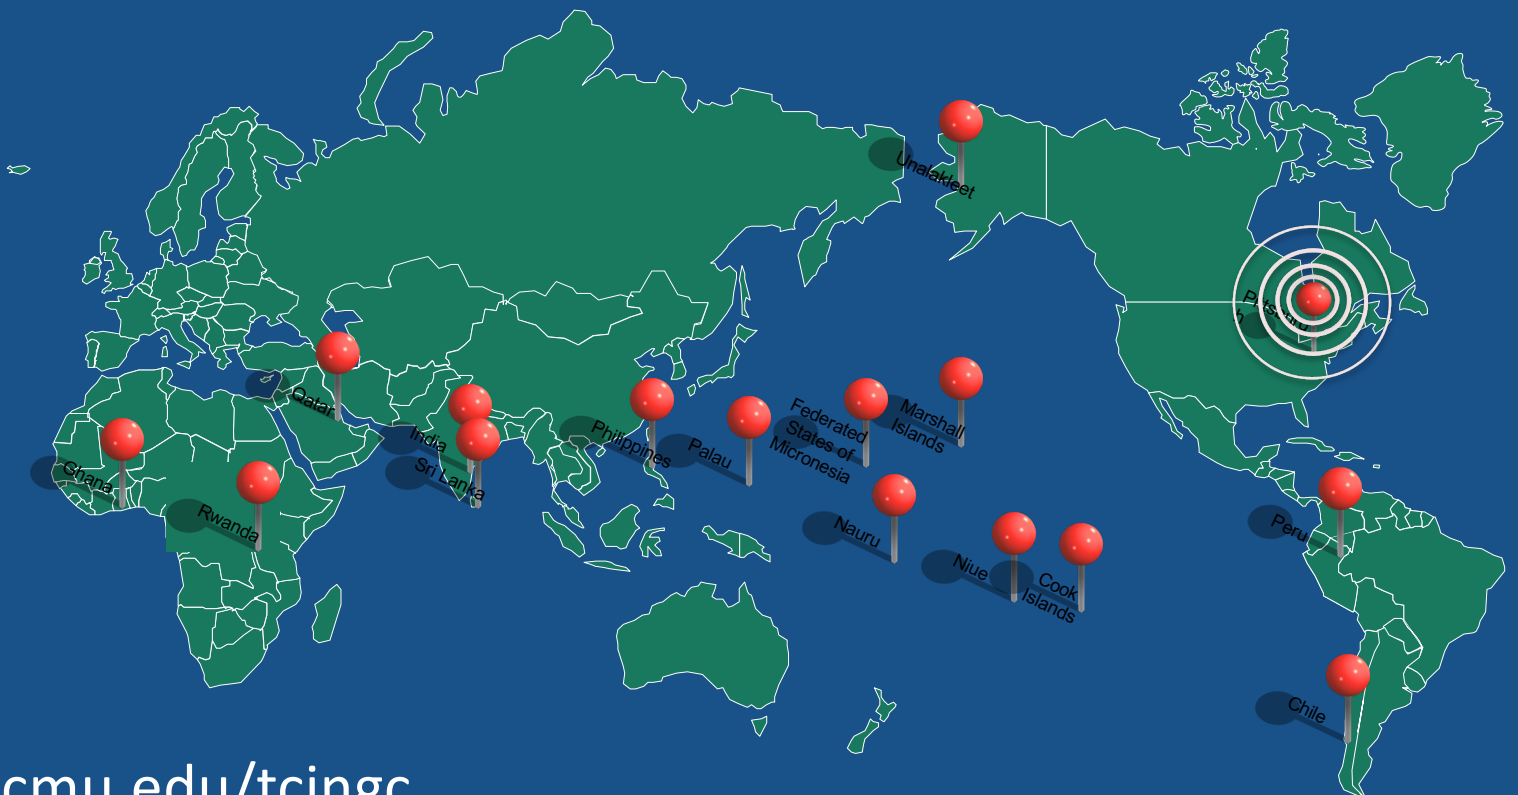 Unalakleet
Qatar
Ghana
Rwanda
India
Sri Lanka
Philippines
Palau
Federated
States of
Micronesia
Marshall
Islands
Nauru
Niue
Cook
Islands
Peru
Chile
cmu.edu/tcinqc